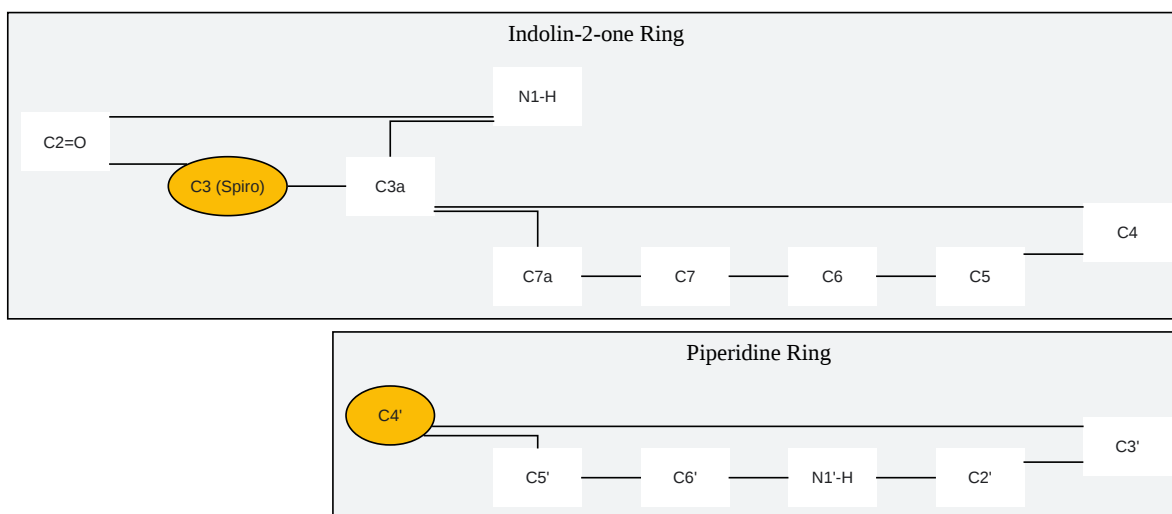 Indolin-2-one Ring
N1-H
C2=O
C3 (Spiro)
C3a
C4
C7a
C7
C6
C5
Piperidine Ring
C4'
C3'
C5'
C6'
N1'-H
C2'